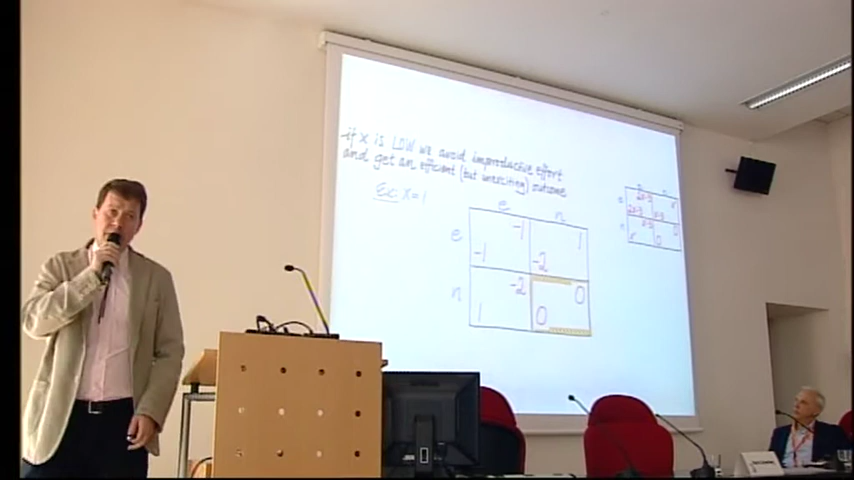 if x is LOW we avoid improductive effort
and get an efficient (but unexciting) outcome
Ex: x=1
e n
e -1 -1 -2 1
n 1 -2 0 0